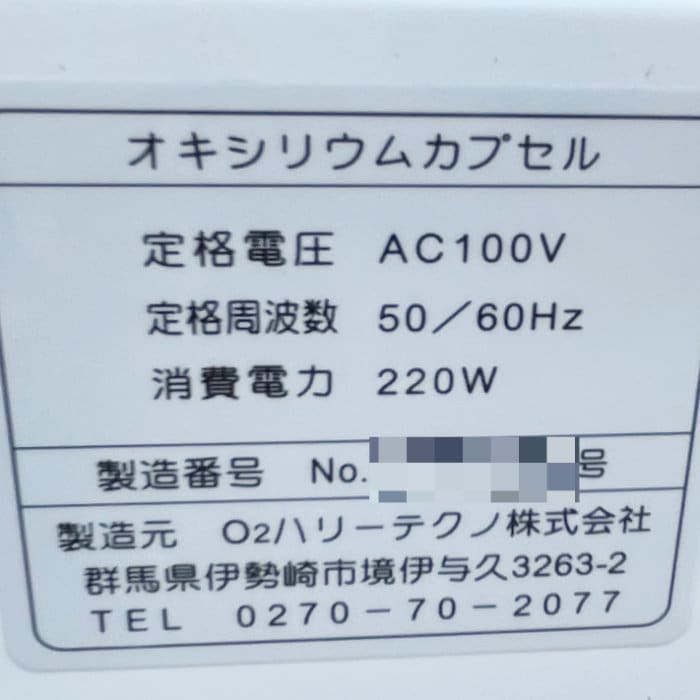 オキシリウムカプセル
定格電圧 AC100V
定格周波数 50／60Hz
消費電力 220W
製造番号 No. 号
製造元 O2ハリーテクノ株式会社
群馬県伊勢崎市境伊与久3263-2
TEL 0270－70－2077